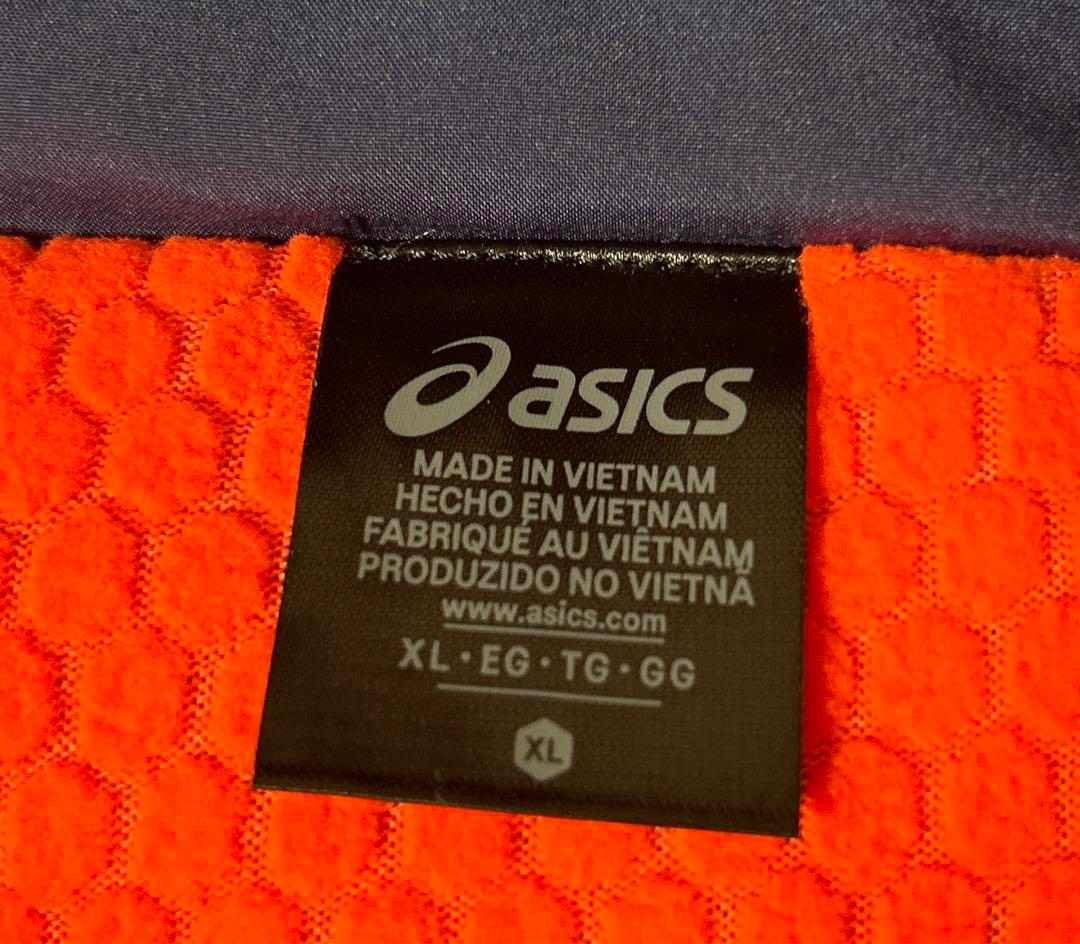 asics
MADE IN VIETNAM
HECHO EN VIETNAM
FABRIQUÉ AU VIÊTNAM
PRODUZIDO NO VIETNÃ
www.asics.com
XL · EG · TG · GG
XL